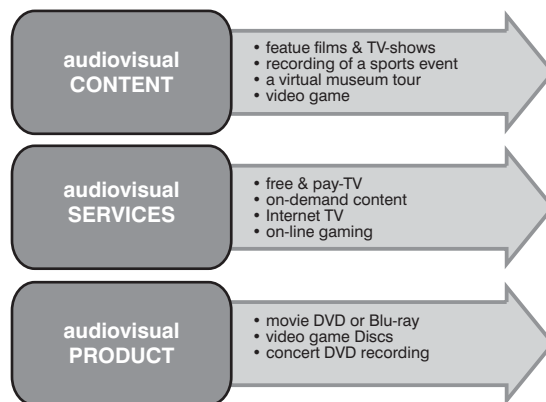 audiovisual
CONTENT
• featue films & TV-shows
• recording of a sports event
• a virtual museum tour
• video game
audiovisual
SERVICES
• free & pay-TV
• on-demand content
• Internet TV
• on-line gaming
audiovisual
PRODUCT
• movie DVD or Blu-ray
• video game Discs
• concert DVD recording